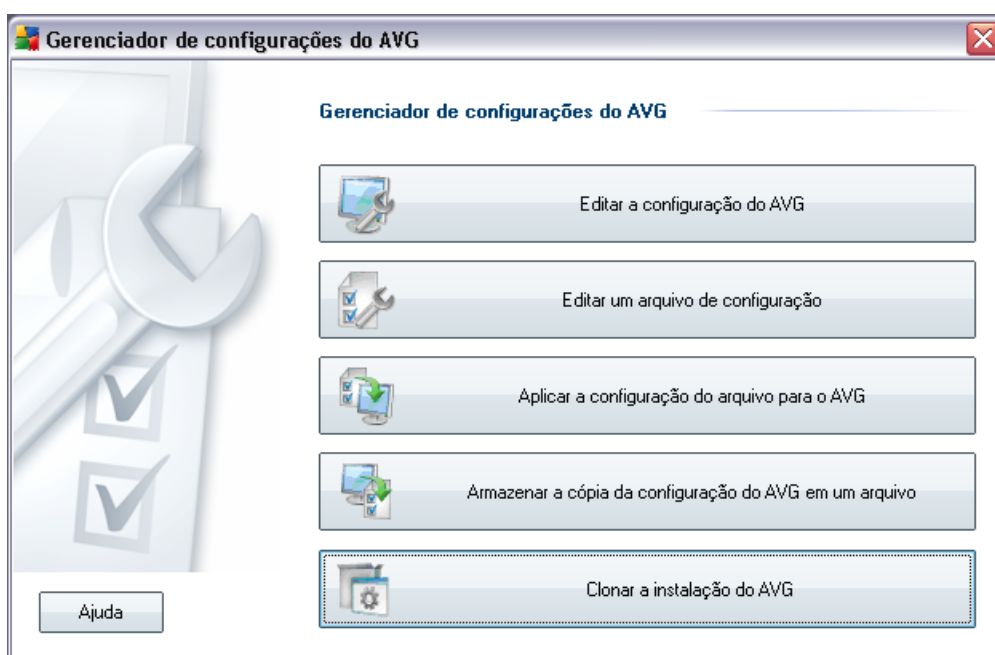 Gerenciador de configurações do AVG
Gerenciador de configurações do AVG
Editar a configuração do AVG
Editar um arquivo de configuração
Aplicar a configuração do arquivo para o AVG
Armazenar a cópia da configuração do AVG em um arquivo
Clonar a instalação do AVG
Ajuda